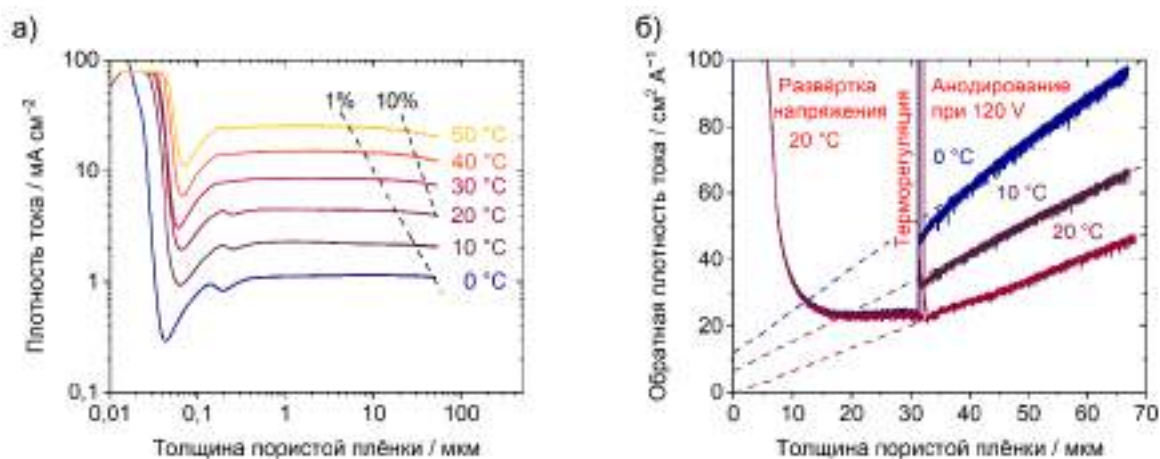 а)
100
10
1
0,1
Плотность тока / мА см⁻²
1%
10%
50 °C
40 °C
30 °C
20 °C
10 °C
0 °C
0,01
0,1
1
10
100
Толщина пористой плёнки / мкм
б)
100
80
60
40
20
0
Обратная плотность тока / см² А⁻¹
Развёртка
напряжения
20 °C
Терморегуляция
Анодирование
при 120 V
0 °C
10 °C
20 °C
0
10
20
30
40
50
60
70
Толщина пористой плёнки / мкм